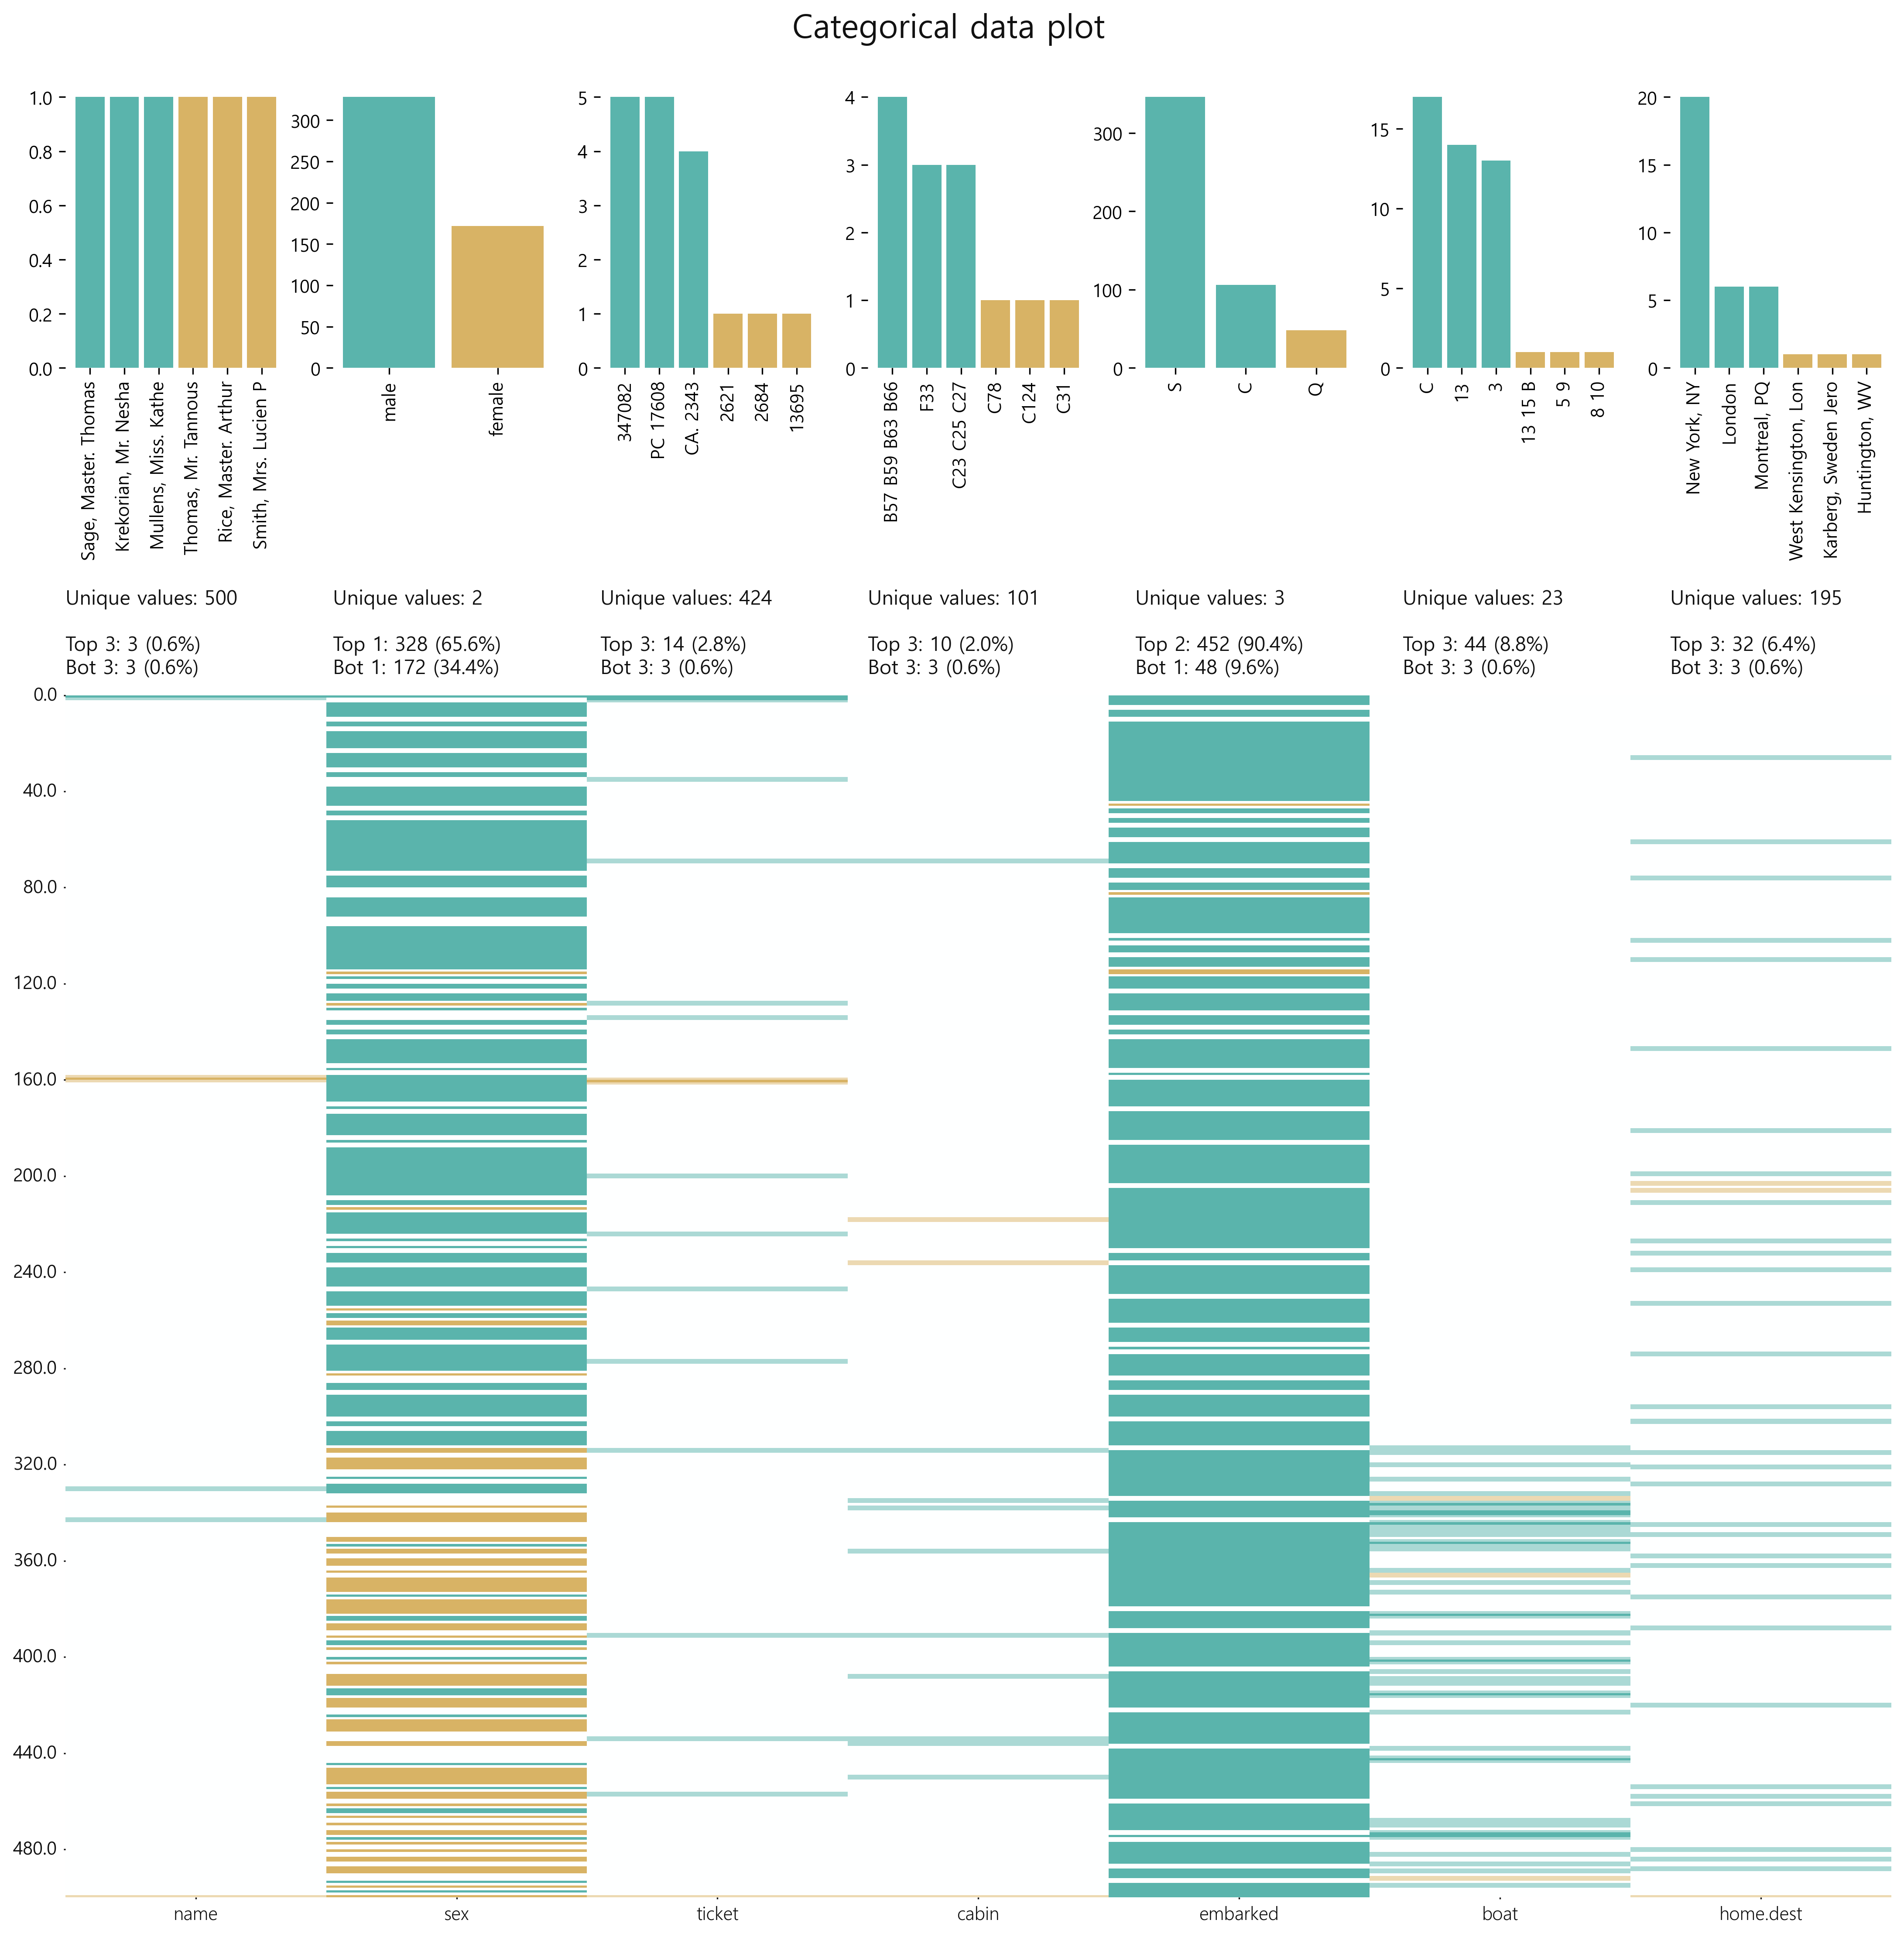 Categorical data plot
1.0
0.8
0.6
0.4
0.2
0.0
Sage, Master. Thomas
Krekorian, Mr. Nesha
Mullens, Miss. Kathe
Thomas, Mr. Tannous
Rice, Master. Arthur
Smith, Mrs. Lucien P
300
250
200
150
100
50
0
male
female
5
4
3
2
1
0
347082
PC 17608
CA. 2343
2621
2684
13695
4
3
2
1
0
B57 B59 B63 B66
F33
C23 C25 C27
C78
C124
C31
300
200
100
0
S
C
Q
15
10
5
0
C
13
3
13 15 B
5 9
8 10
20
15
10
5
0
New York, NY
London
Montreal, PQ
West Kensington, Lon
Karberg, Sweden Jero
Huntington, WV
Unique values: 500
Top 3: 3 (0.6%)
Bot 3: 3 (0.6%)
Unique values: 2
Top 1: 328 (65.6%)
Bot 1: 172 (34.4%)
Unique values: 424
Top 3: 14 (2.8%)
Bot 3: 3 (0.6%)
Unique values: 101
Top 3: 10 (2.0%)
Bot 3: 3 (0.6%)
Unique values: 3
Top 2: 452 (90.4%)
Bot 1: 48 (9.6%)
Unique values: 23
Top 3: 44 (8.8%)
Bot 3: 3 (0.6%)
Unique values: 195
Top 3: 32 (6.4%)
Bot 3: 3 (0.6%)
0.0
40.0
80.0
120.0
160.0
200.0
240.0
280.0
320.0
360.0
400.0
440.0
480.0
name
sex
ticket
cabin
embarked
boat
home.dest